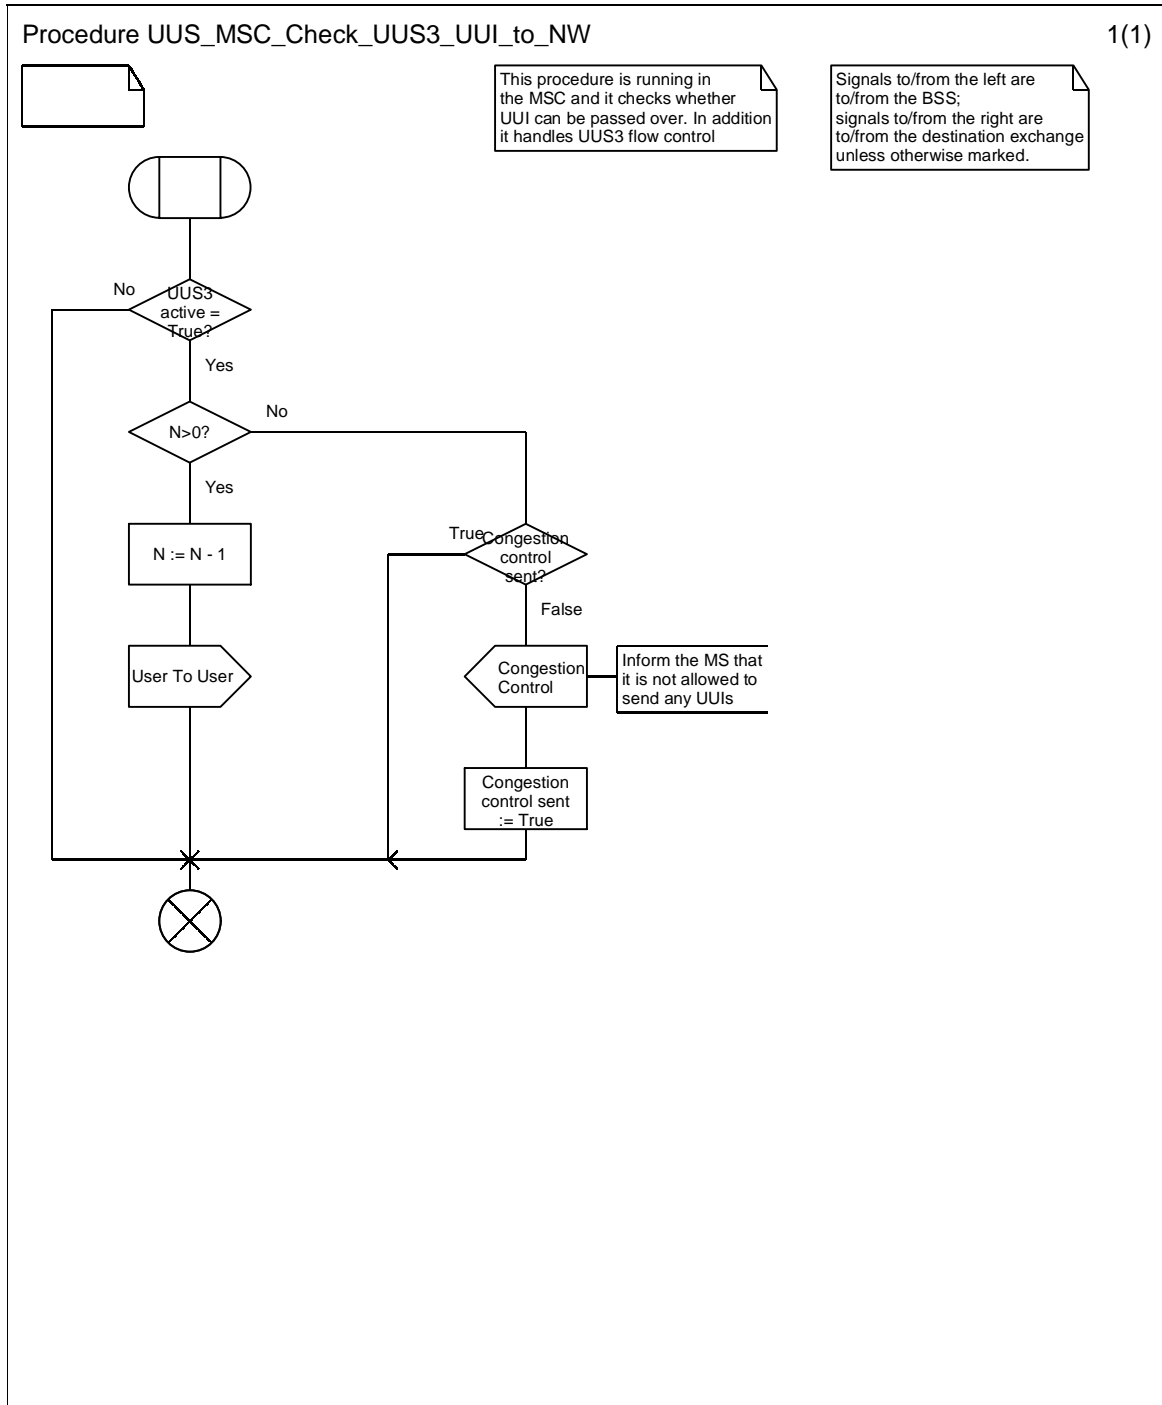 Procedure UUS_MSC_Check_UUS3_UUI_to_NW
1(1)
This procedure is running in
the MSC and it checks whether
UUI can be passed over. In addition
it handles UUS3 flow control
Signals to/from the left are
to/from the BSS;
signals to/from the right are
to/from the destination exchange
unless otherwise marked.
No
UUS3
active =
True?
Yes
N>0?
No
Yes
N := N - 1
True
Congestion
control
sent?
False
User To User
Congestion
Control
Inform the MS that
it is not allowed to
send any UUIs
Congestion
control sent
:= True